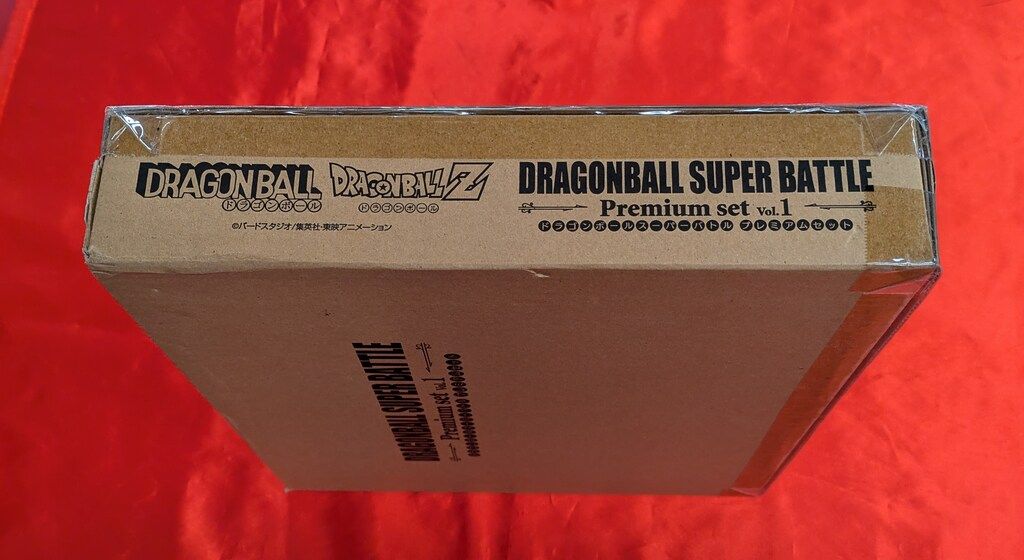 DRAGONBALL
ドラゴンボール
DRAGONBALL Z
ドラゴンボール
©バードスタジオ/集英社・東映アニメーション
DRAGONBALL SUPER BATTLE
Premium set Vol.1
ドラゴンボールスーパーバトル プレミアムセット
DRAGONBALL SUPER BATTLE
Premium set Vol.1